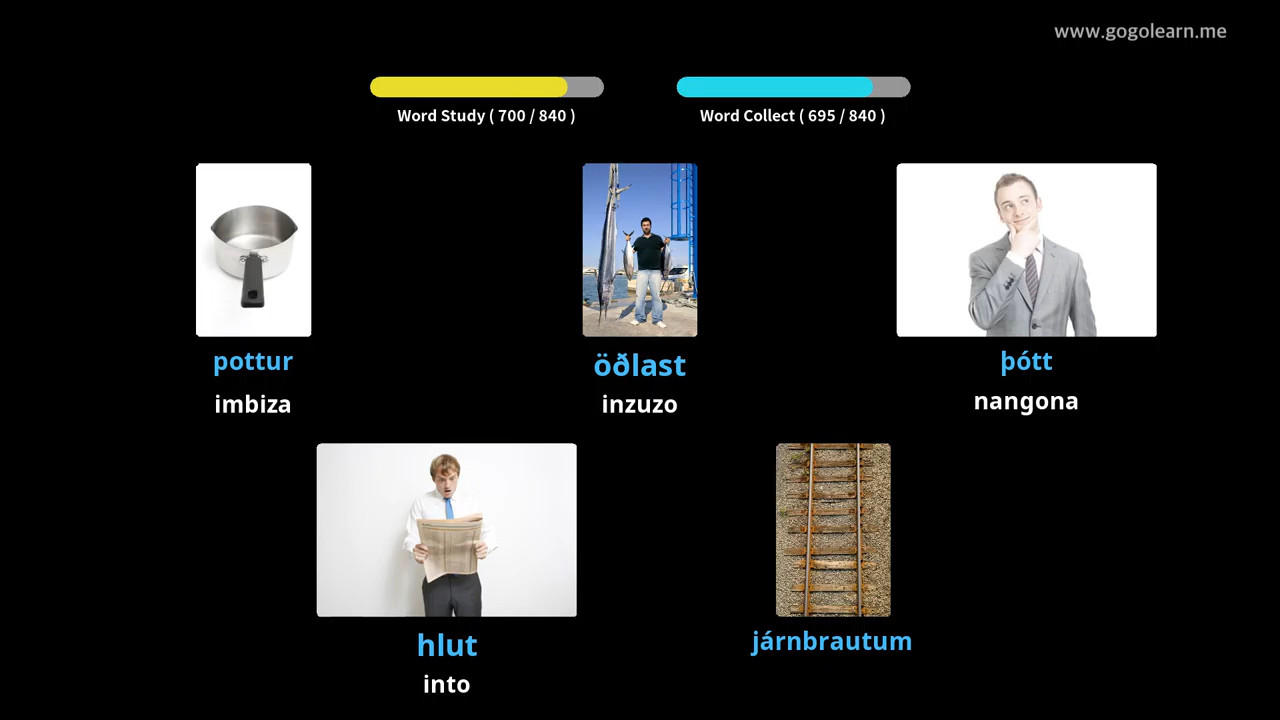 www.gogolearn.me
Word Study ( 700 / 840 )
Word Collect ( 695 / 840 )
pottur
imbiza
öðlast
inzuzo
þótt
nangona
hlut
into
járnbrautum